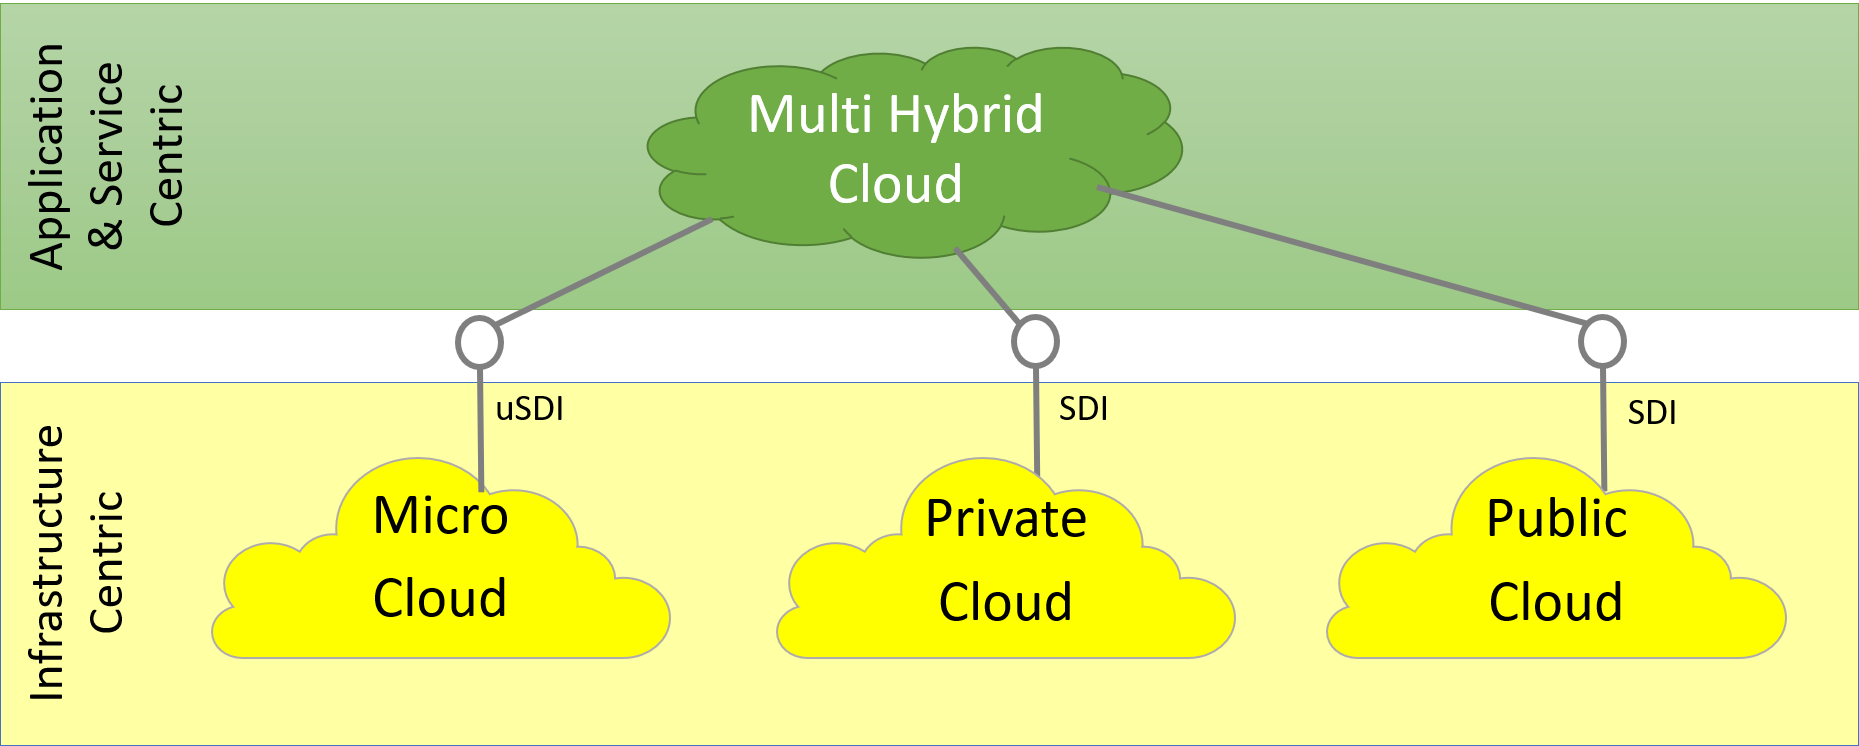 Application
& Service
Centric
Multi Hybrid
Cloud
uSDI
SDI
SDI
Infrastructure
Centric
Micro
Cloud
Private
Cloud
Public
Cloud